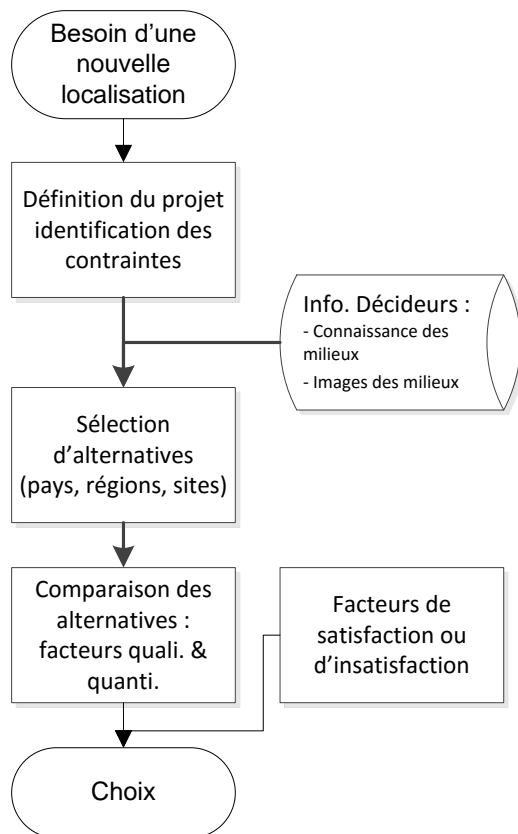 Besoin d'une
nouvelle
localisation
Définition du projet
identification des
contraintes
Info. Décideurs :
- Connaissance des
milieux
- Images des milieux
Sélection
d'alternatives
(pays, régions, sites)
Comparaison des
alternatives :
facteurs quali. &
quanti.
Facteurs de
satisfaction ou
d'insatisfaction
Choix